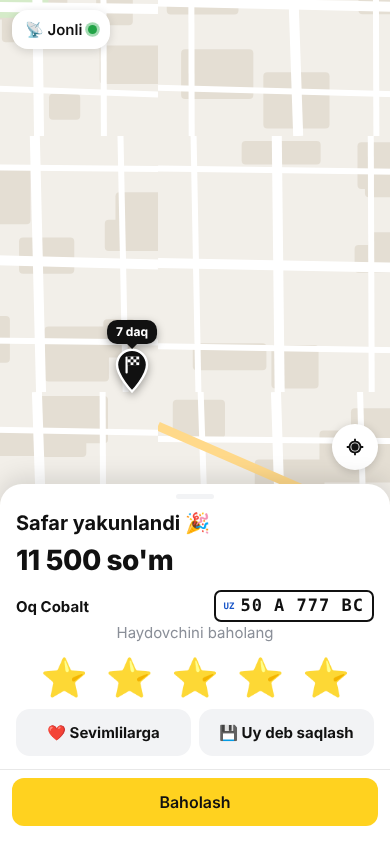 📡 Jonli
7 daq
Safar yakunlandi 🎉
11 500 so'm
Oq Cobalt
UZ 50 A 777 BC
Haydovchini baholang
❤️ Sevimlilarga
💾 Uy deb saqlash
Baholash